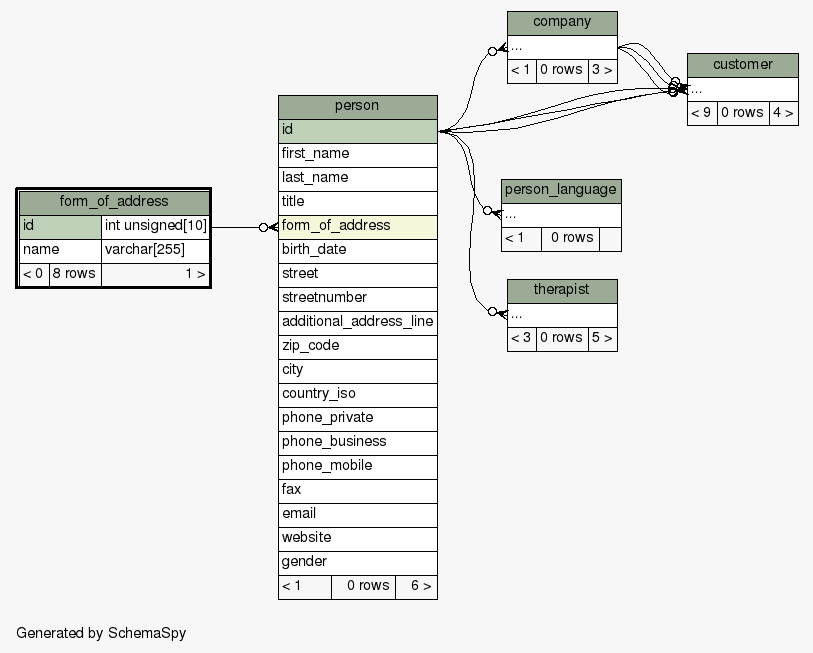 company
...
< 1 0 rows 3 >
customer
...
< 9 0 rows 4 >
person
id
first_name
last_name
title
form_of_address
birth_date
street
streetnumber
additional_address_line
zip_code
city
country_iso
phone_private
phone_business
phone_mobile
fax
email
website
gender
< 1 0 rows 6 >
form_of_address
id int unsigned[10]
name varchar[255]
< 0 8 rows 1 >
person_language
...
< 1 0 rows
therapist
...
< 3 0 rows 5 >
Generated by SchemaSpy